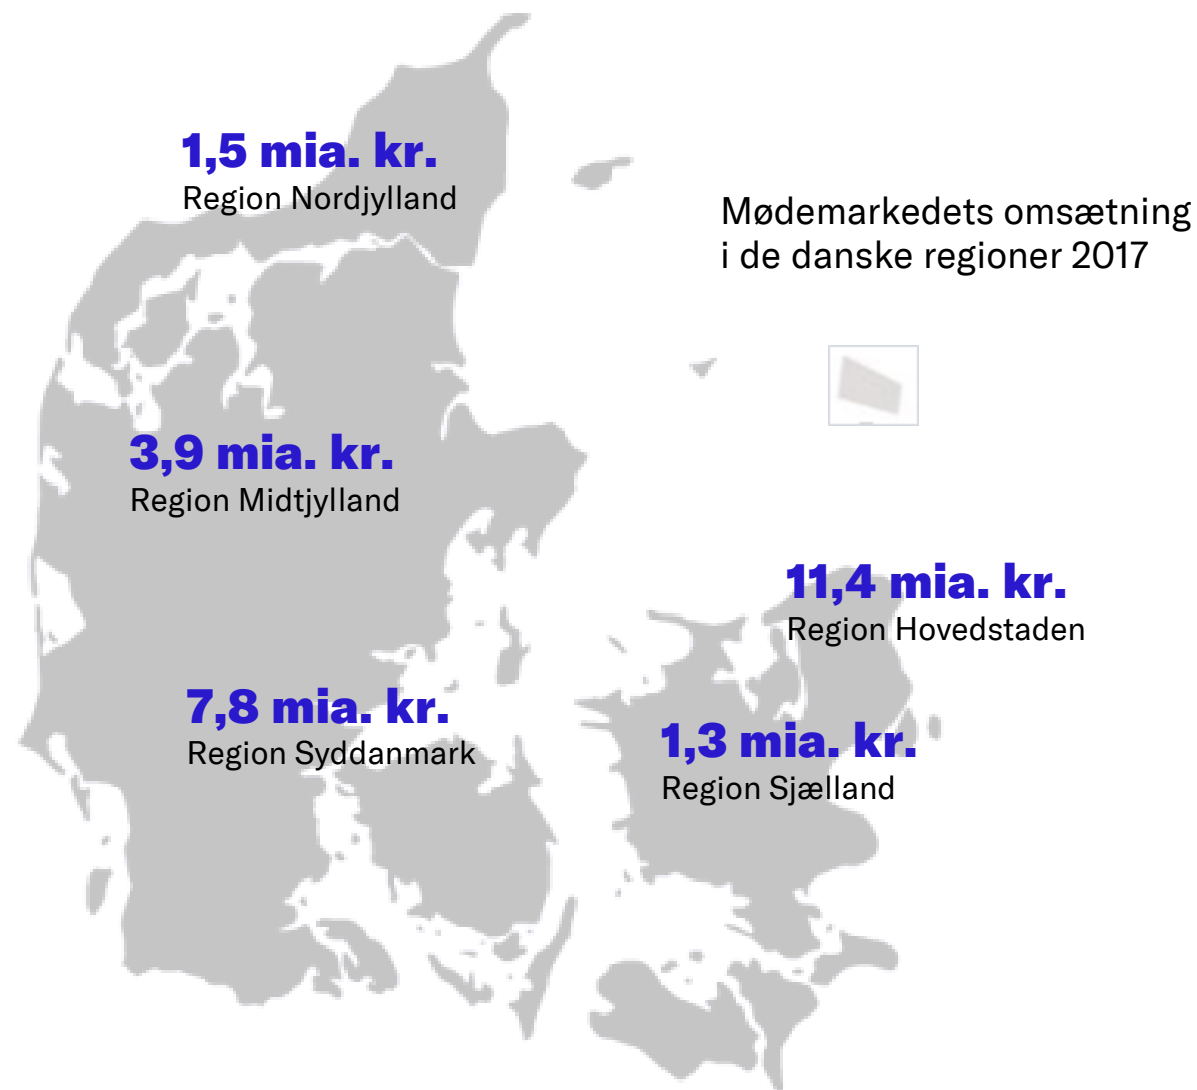 1,5 mia. kr.
Region Nordjylland
Mødemarkedets omsætning
i de danske regioner 2017
3,9 mia. kr.
Region Midtjylland
11,4 mia. kr.
Region Hovedstaden
7,8 mia. kr.
Region Syddanmark
1,3 mia. kr.
Region Sjælland